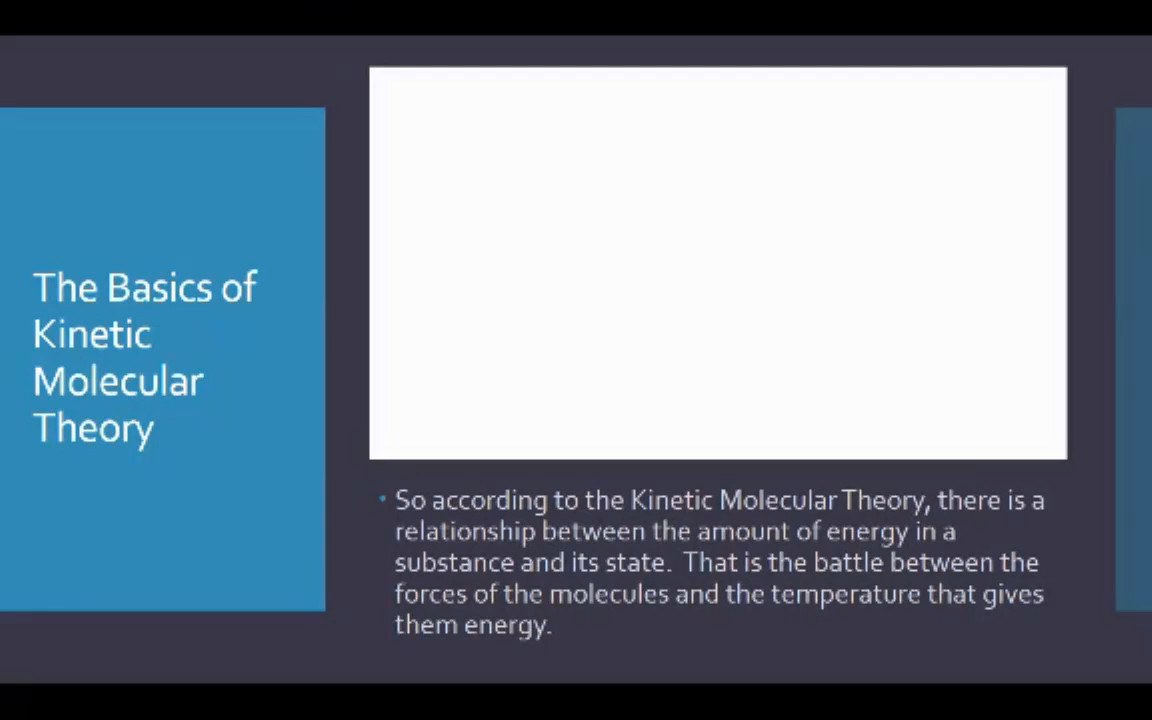 The Basics of
Kinetic
Molecular
Theory
• So according to the Kinetic Molecular Theory, there is a
relationship between the amount of energy in a
substance and its state.  That is the battle between the
forces of the molecules and the temperature that gives
them energy.